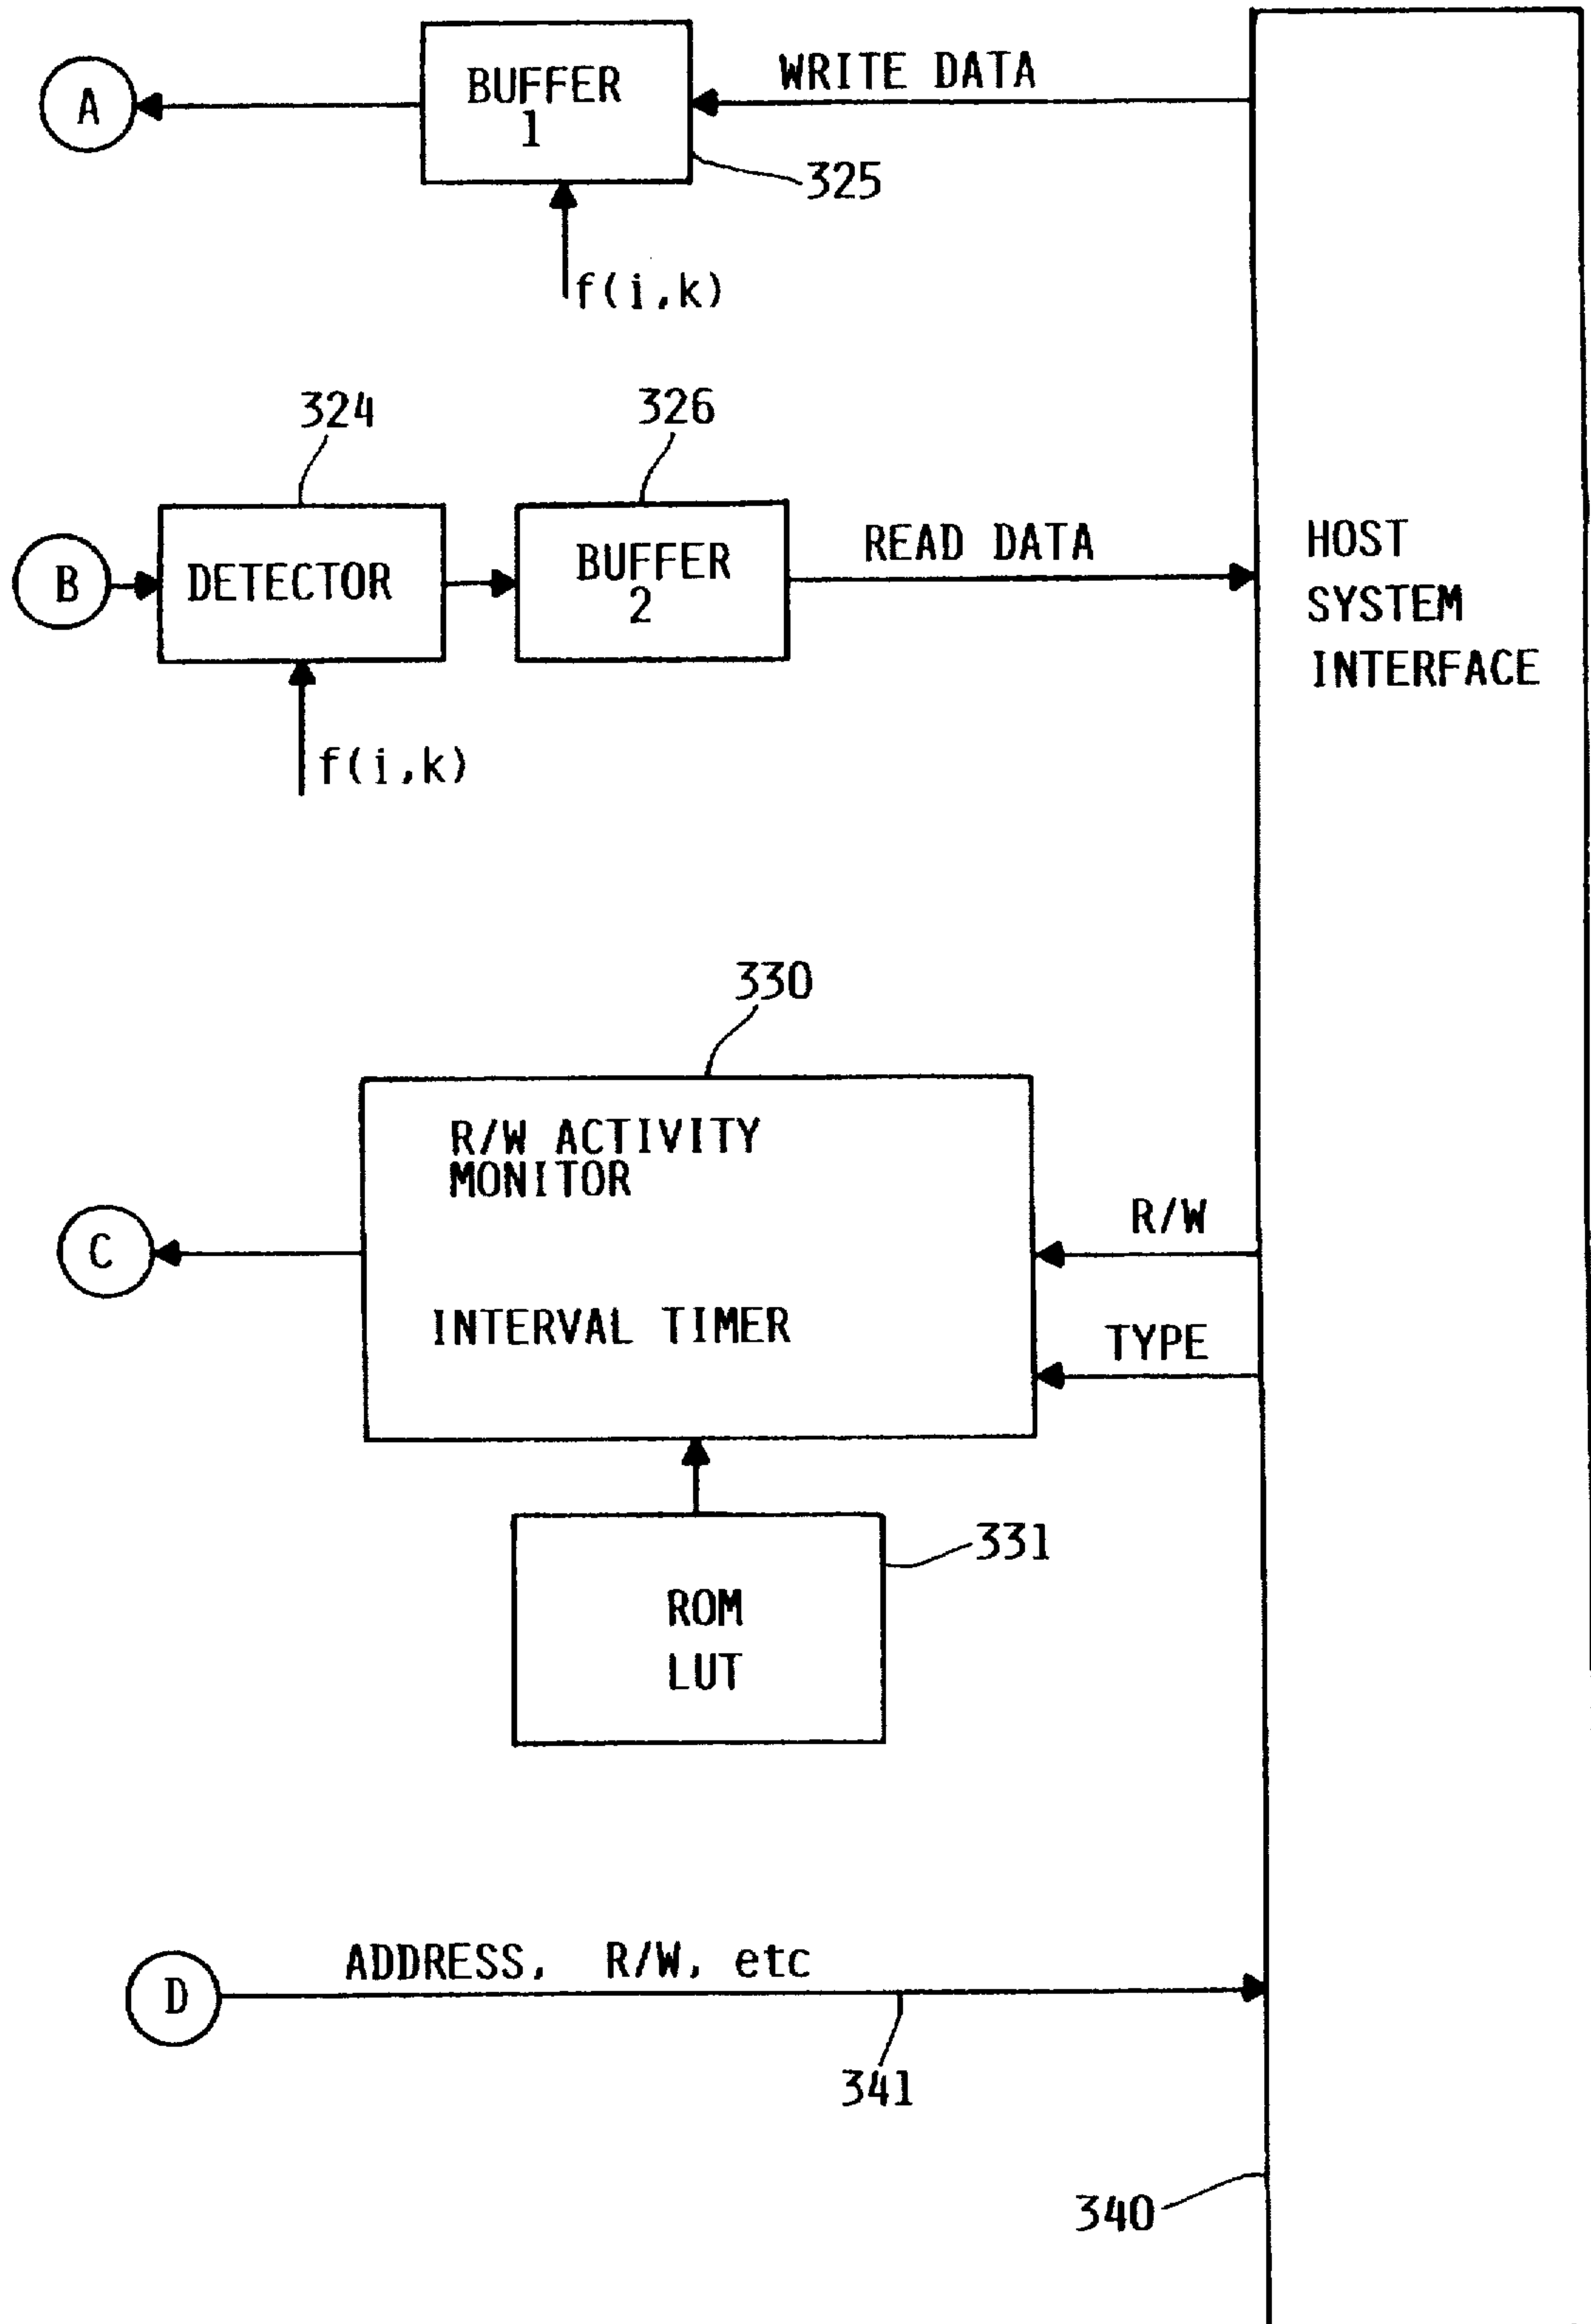 A
BUFFER
1
WRITE DATA
325
f(i,k)
324
326
B
DETECTOR
BUFFER
2
READ DATA
HOST
SYSTEM
INTERFACE
f(i,k)
330
R/W ACTIVITY
MONITOR
R/W
C
INTERVAL TIMER
TYPE
331
ROM
LUT
D
ADDRESS, R/W, etc
341
340